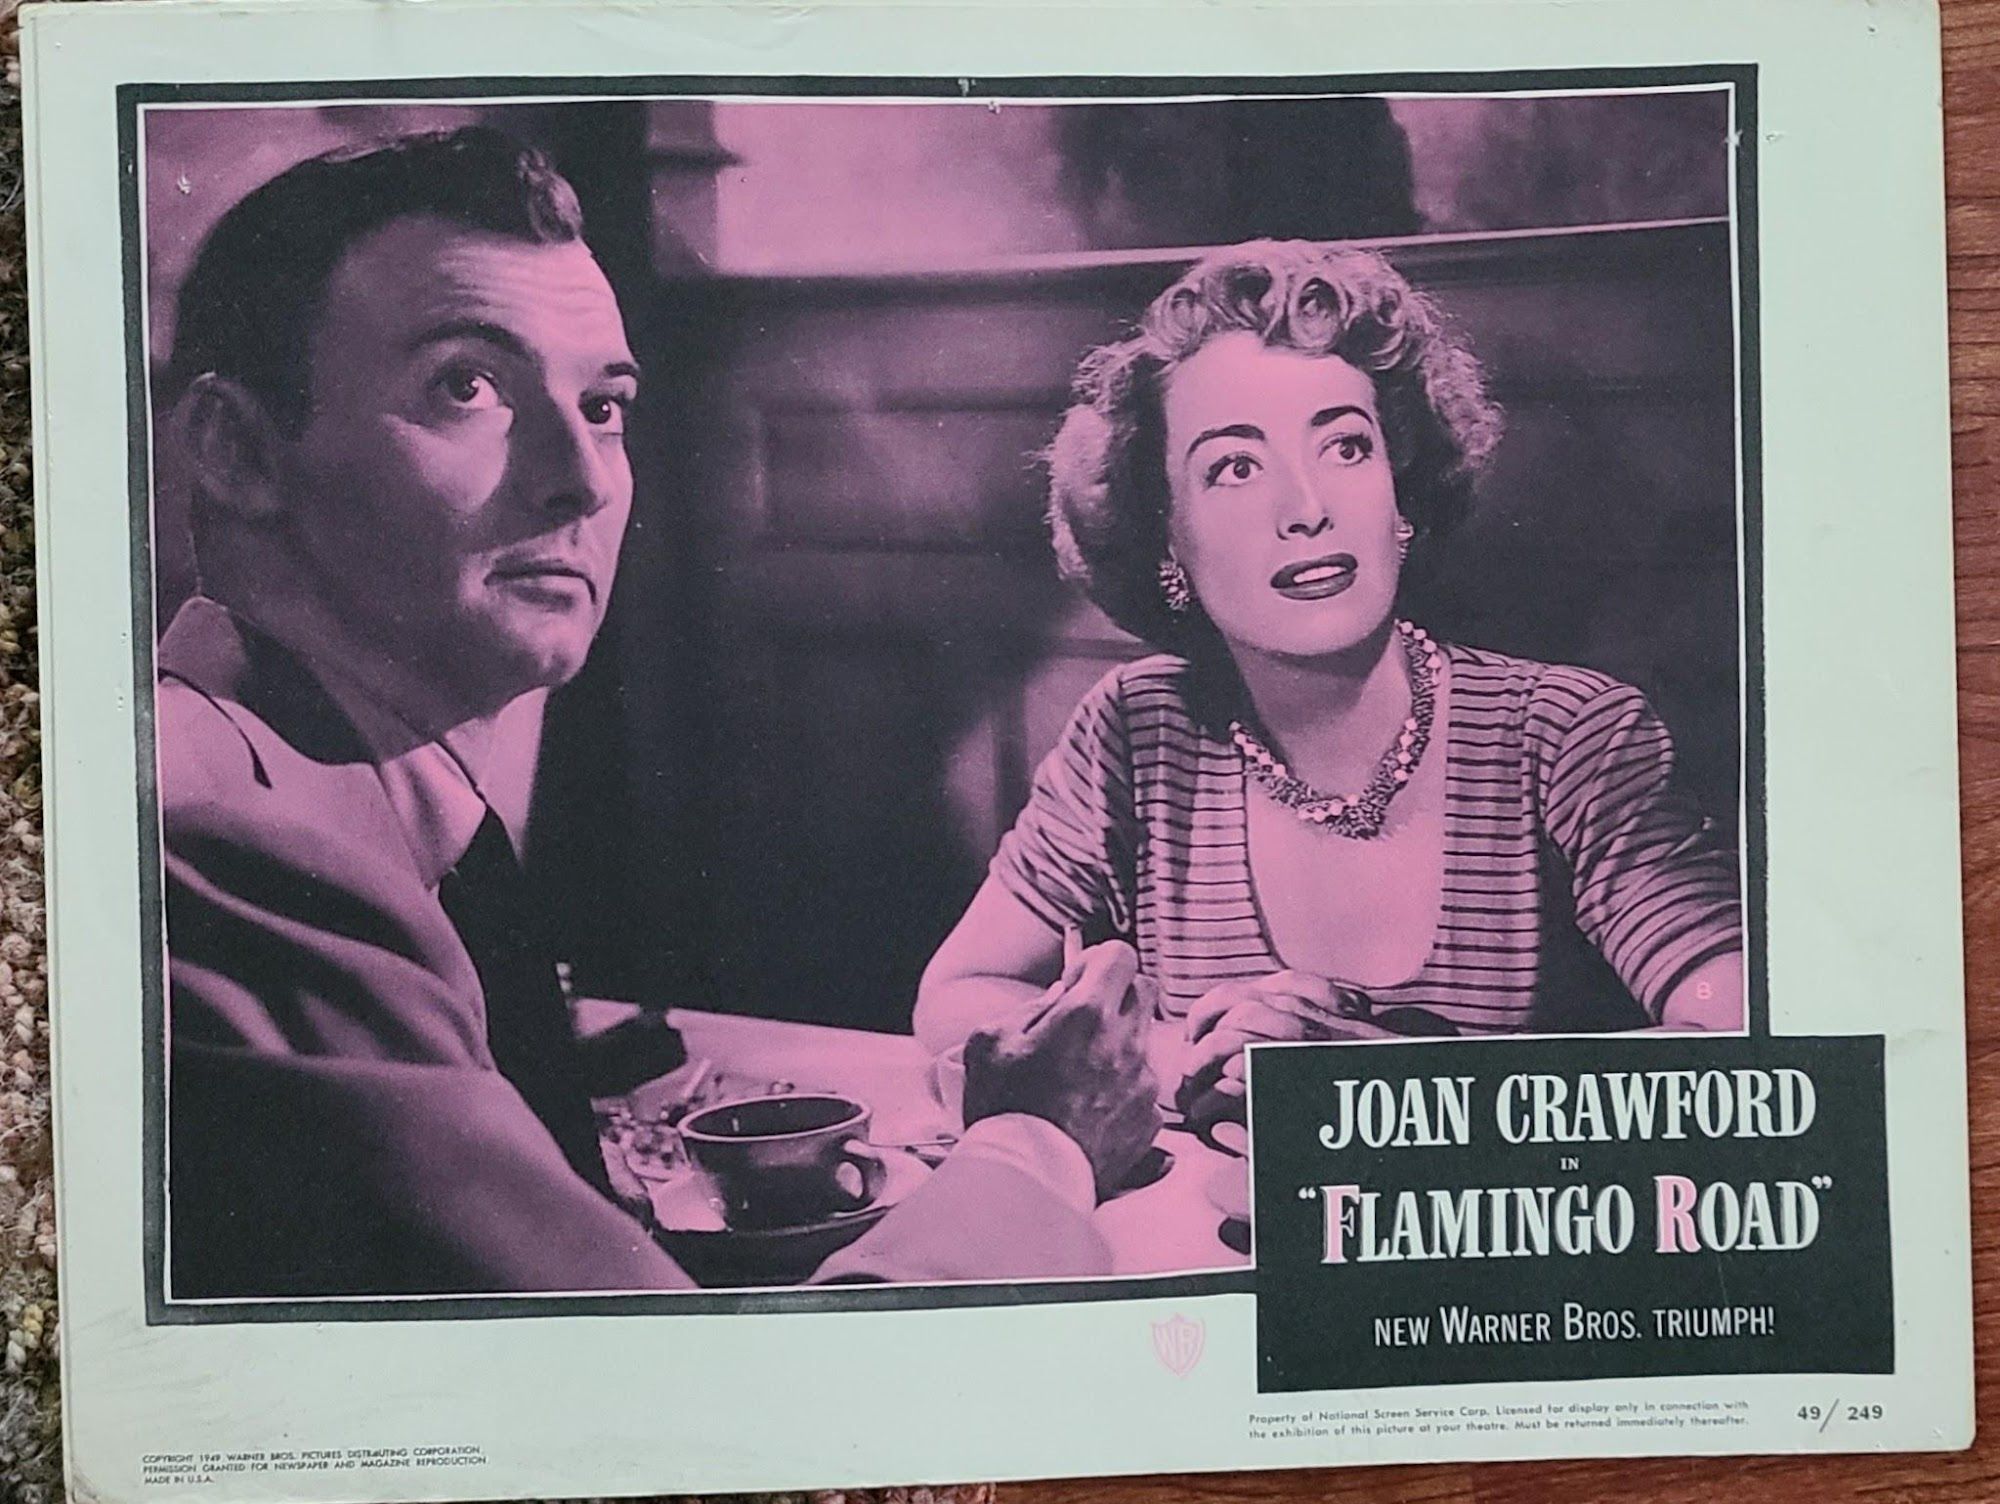 8
JOAN CRAWFORD
IN
"FLAMINGO ROAD"
NEW WARNER BROS. TRIUMPH!
WB
Property of National Screen Service Corp. Licensed for display only in connection with
the exhibition of this picture at your theatre. Must be returned immediately thereafter.
49/249
COPYRIGHT 1949 WARNER BROS. PICTURES DISTRIBUTING CORPORATION
PERMISSION GRANTED FOR NEWSPAPER AND MAGAZINE REPRODUCTION
MADE IN U.S.A.